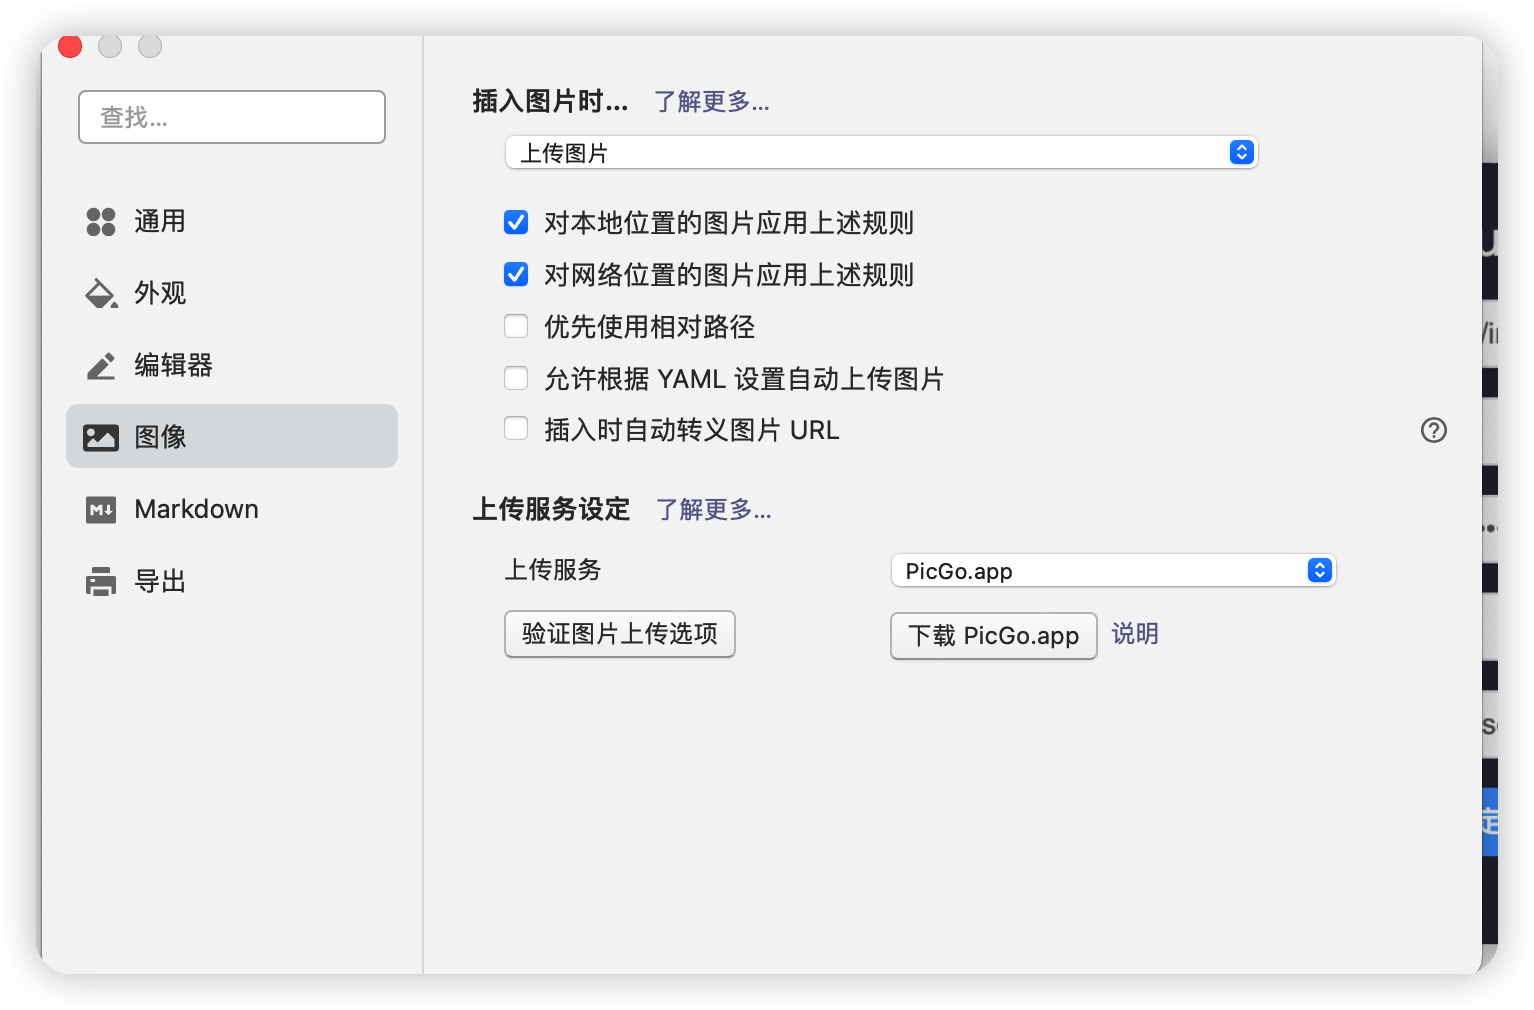 查找...
通用
外观
编辑器
图像
Markdown
导出
插入图片时... 了解更多...
上传图片
对本地位置的图片应用上述规则
对网络位置的图片应用上述规则
优先使用相对路径
允许根据 YAML 设置自动上传图片
插入时自动转义图片 URL
上传服务设定 了解更多...
上传服务 PicGo.app
验证图片上传选项 下载 PicGo.app 说明